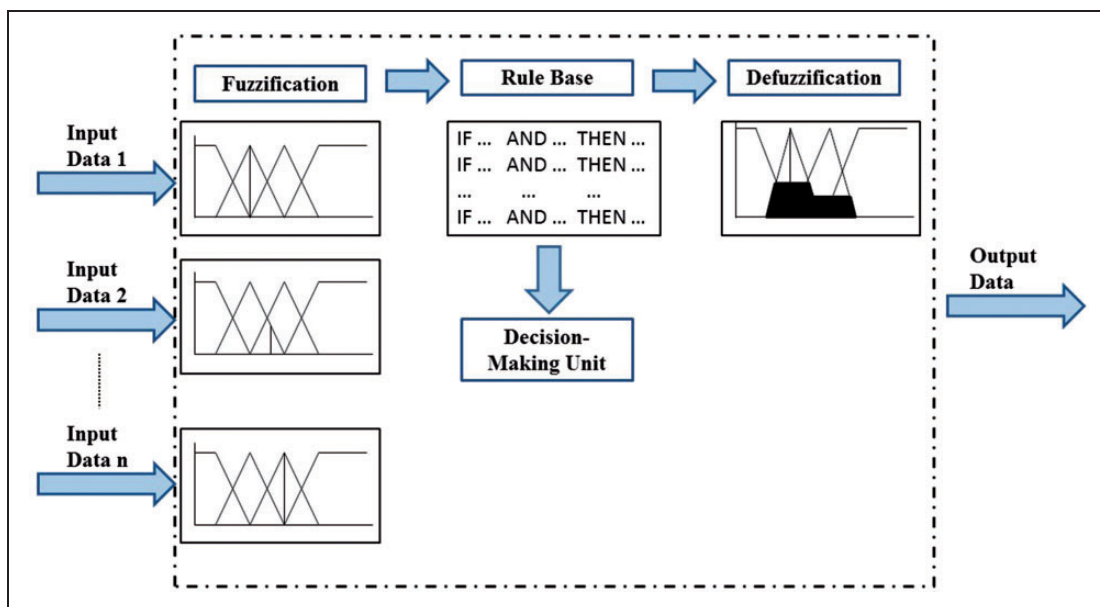 Fuzzification
Rule Base
Defuzzification
Input
Data 1
IF ... AND ... THEN ...
IF ... AND ... THEN ...
... ... ...
IF ... AND ... THEN ...
Input
Data 2
Output
Data
Decision-
Making Unit
Input
Data n